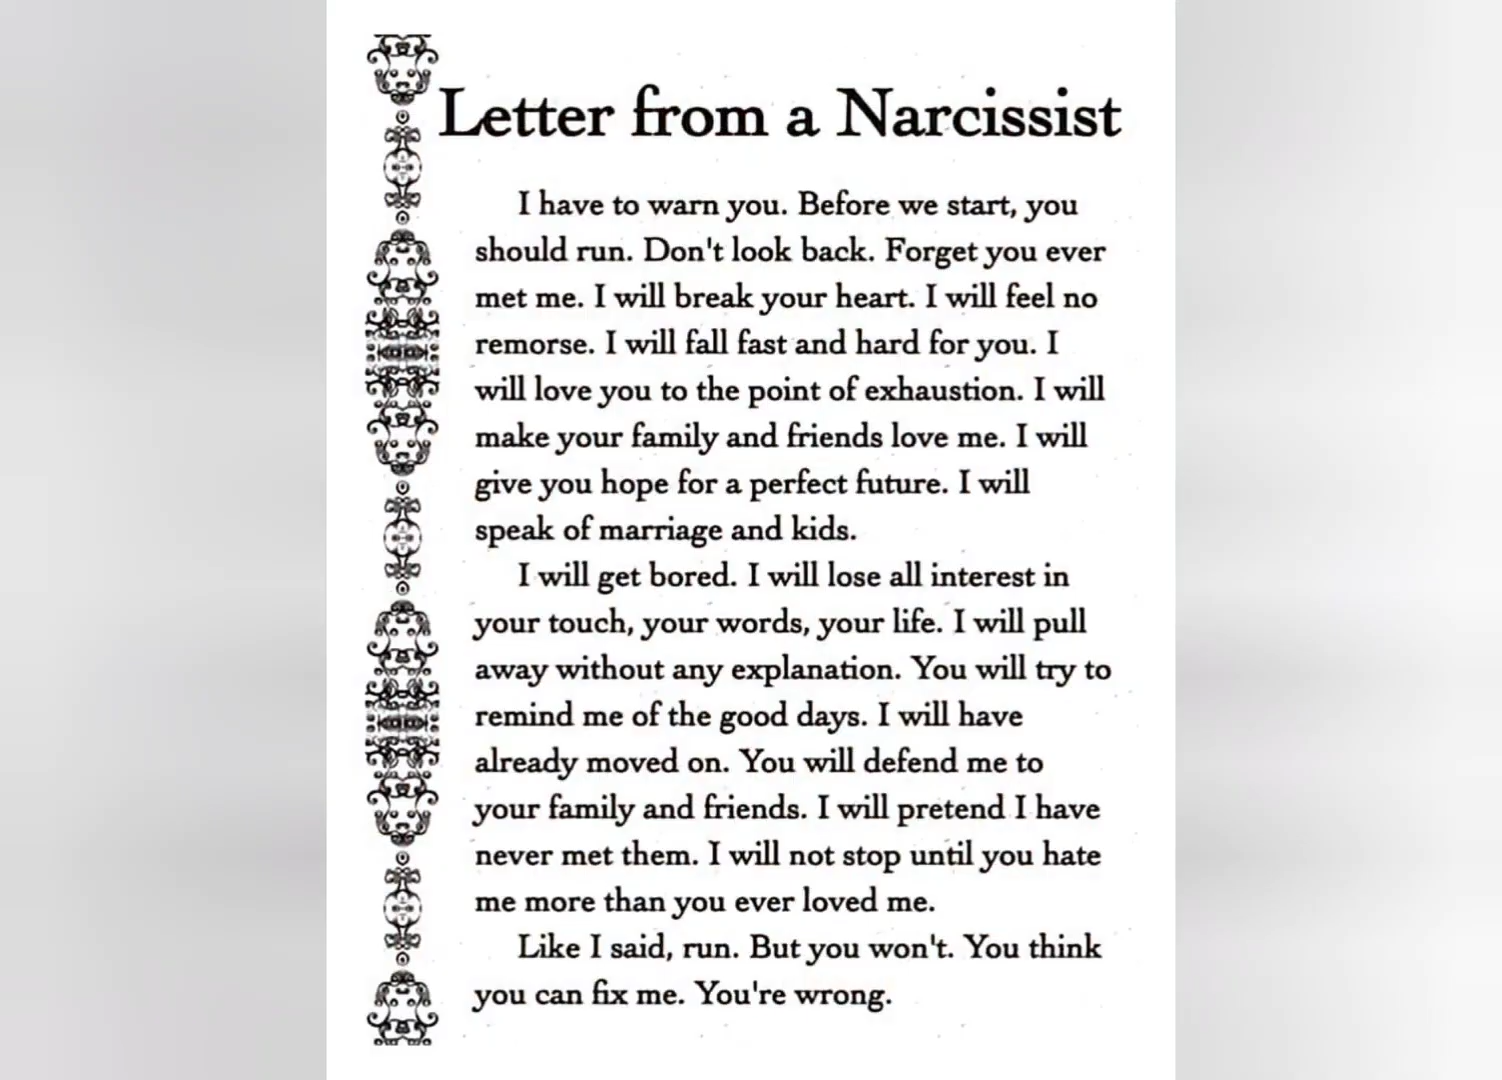 Letter from a Narcissist
I have to warn you. Before we start, you
should run. Don't look back. Forget you ever
met me. I will break your heart. I will feel no
remorse. I will fall fast and hard for you. I
will love you to the point of exhaustion. I will
make your family and friends love me. I will
give you hope for a perfect future. I will
speak of marriage and kids.
I will get bored. I will lose all interest in
your touch, your words, your life. I will pull
away without any explanation. You will try to
remind me of the good days. I will have
already moved on. You will defend me to
your family and friends. I will pretend I have
never met them. I will not stop until you hate
me more than you ever loved me.
Like I said, run. But you won't. You think
you can fix me. You're wrong.